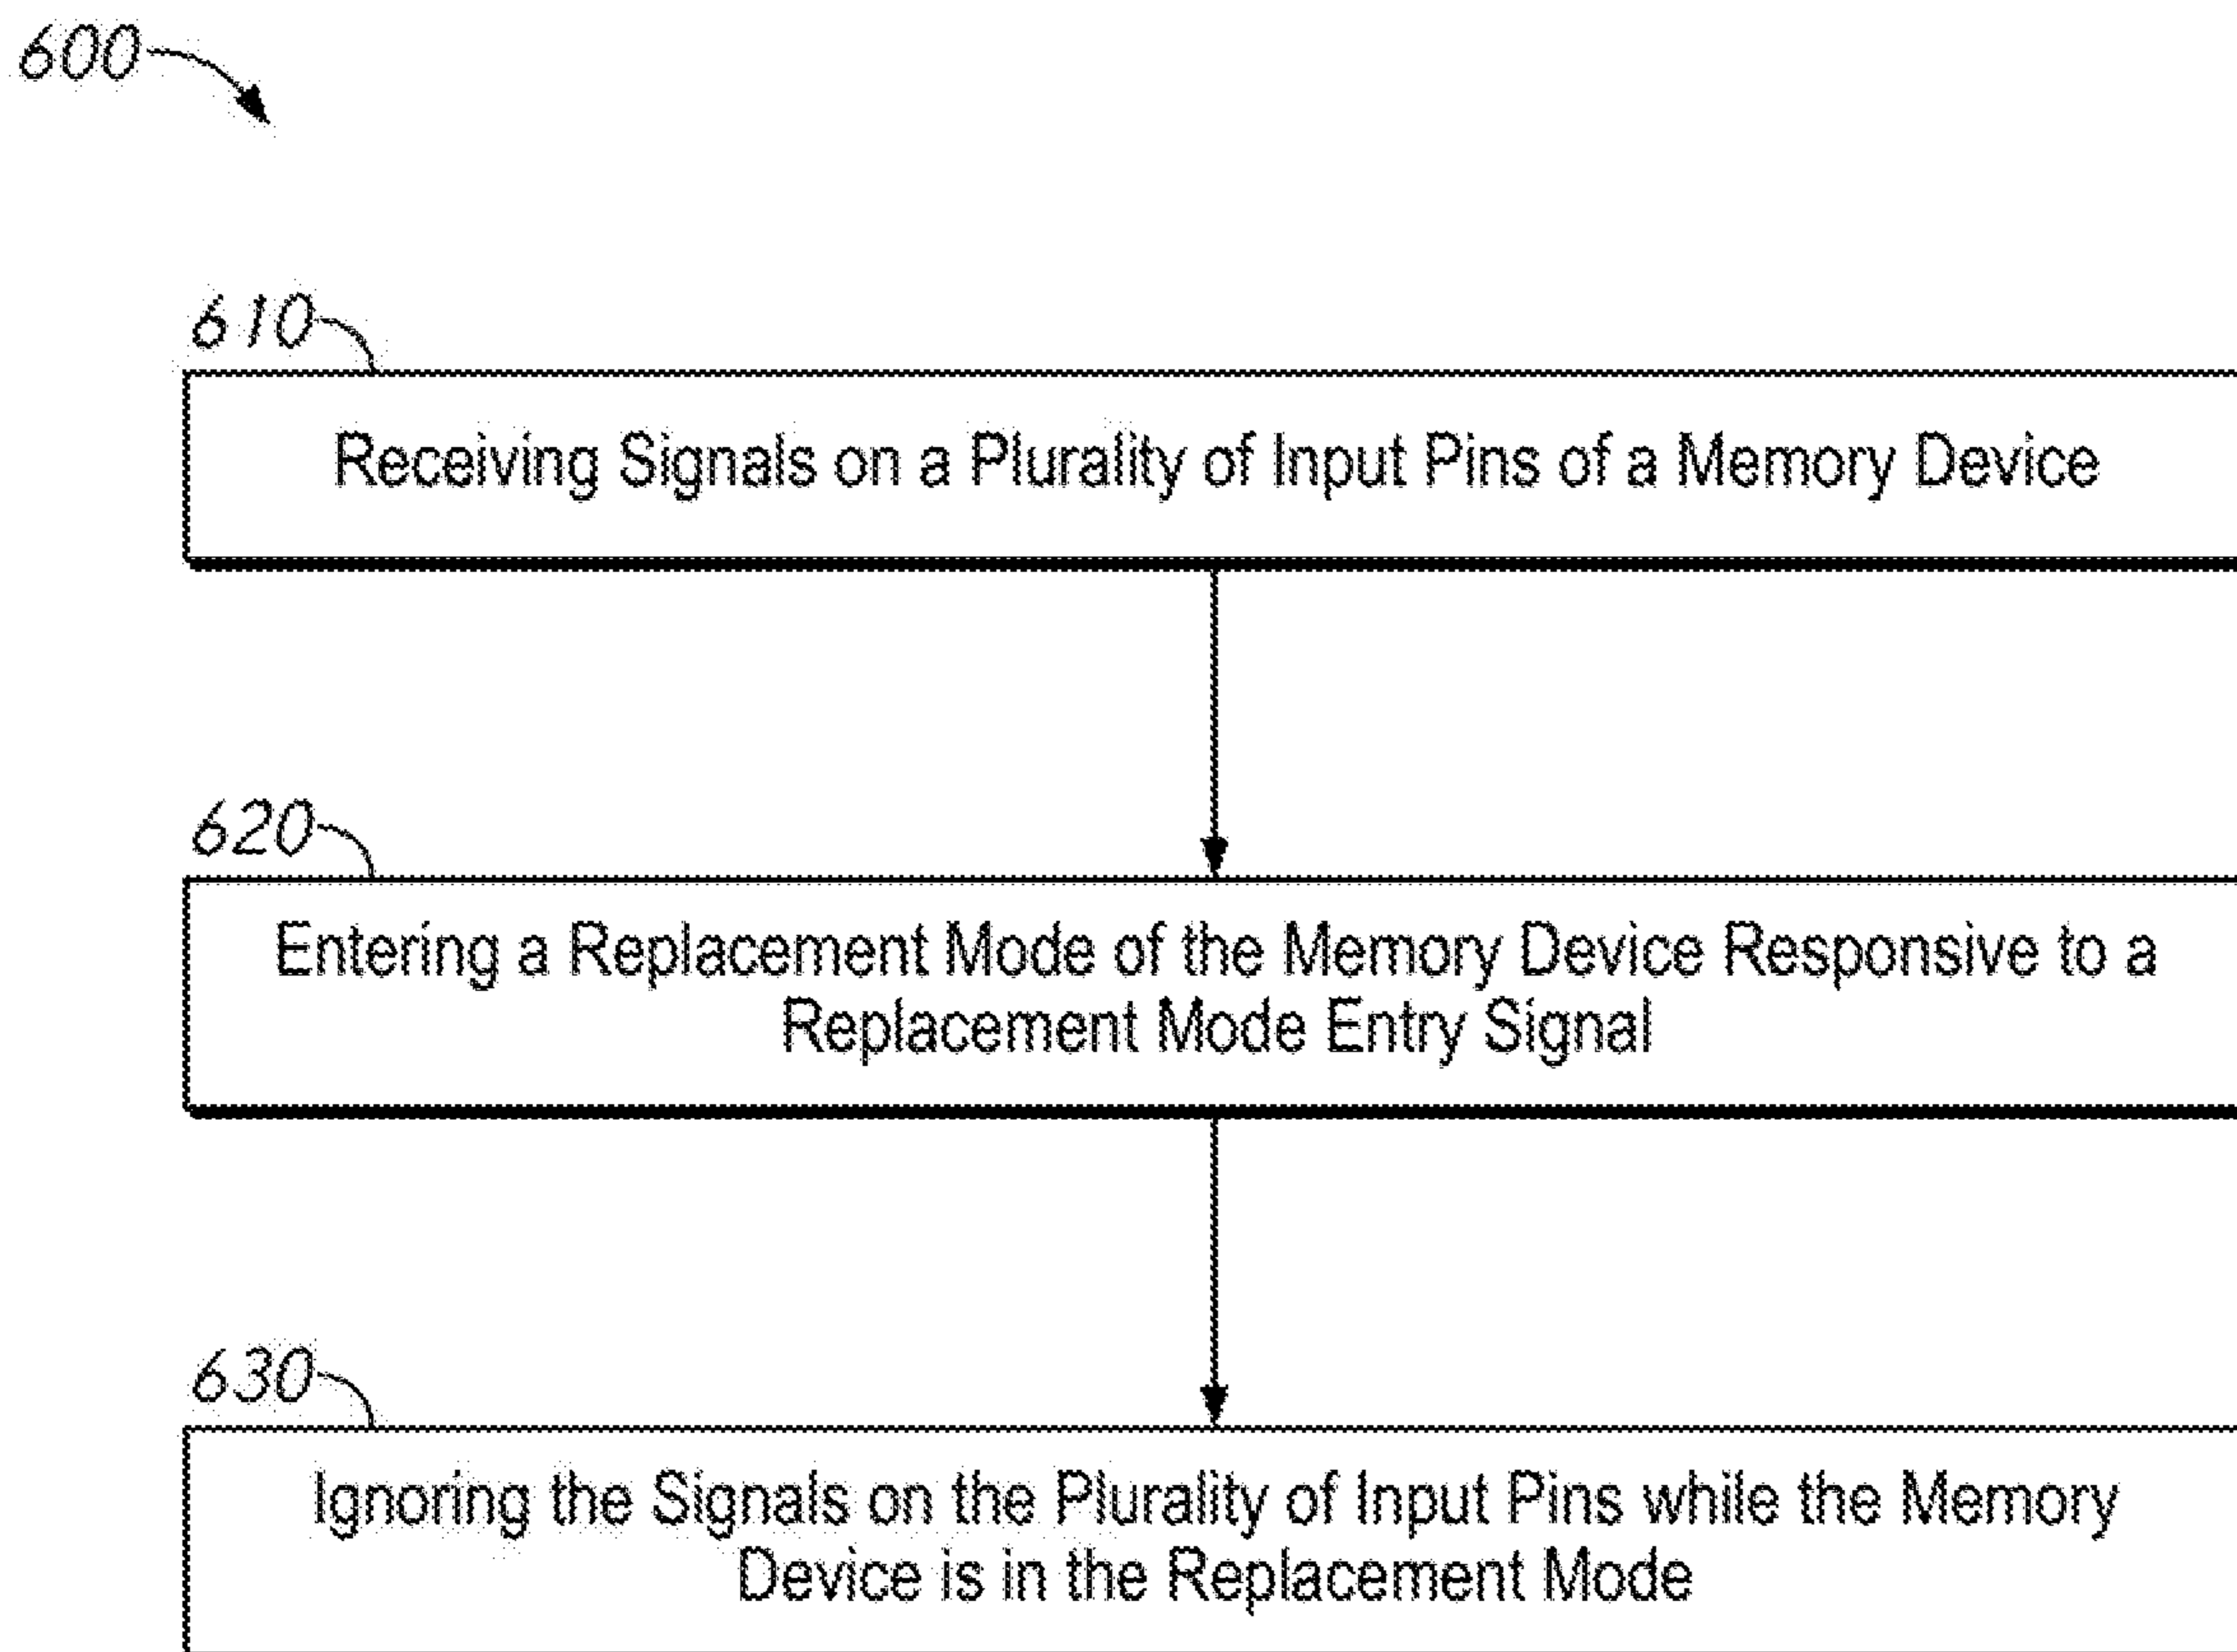 600
610
Receiving Signals on a Plurality of Input Pins of a Memory Device
620
Entering a Replacement Mode of the Memory Device Responsive to a
Replacement Mode Entry Signal
630
Ignoring the Signals on the Plurality of Input Pins while the Memory
Device is in the Replacement Mode